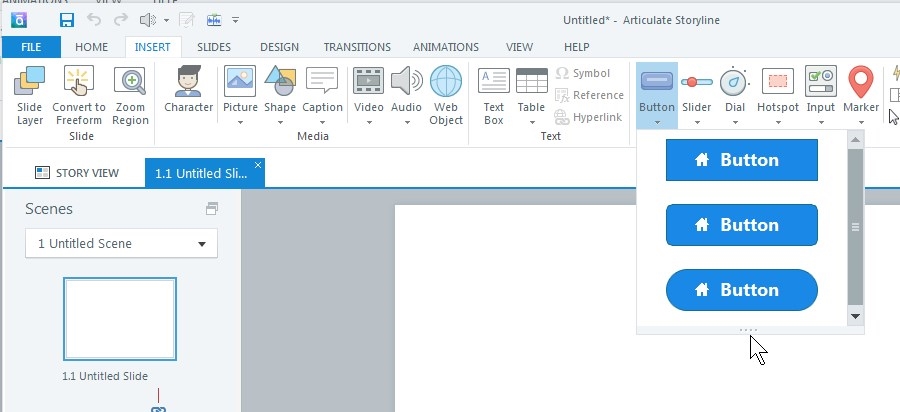 Untitled* - Articulate Storyline
FILE HOME INSERT SLIDES DESIGN TRANSITIONS ANIMATIONS VIEW HELP
Slide Layer
Convert to Freeform
Zoom Region
Slide
Character
Picture
Shape
Caption
Video
Audio
Web Object
Media
Text Box
Table
Symbol
Reference
Hyperlink
Text
Button
Slider
Dial
Hotspot
Input
Marker
STORY VIEW
1.1 Untitled Sli...
Scenes
1 Untitled Scene
1.1 Untitled Slide
Button
Button
Button